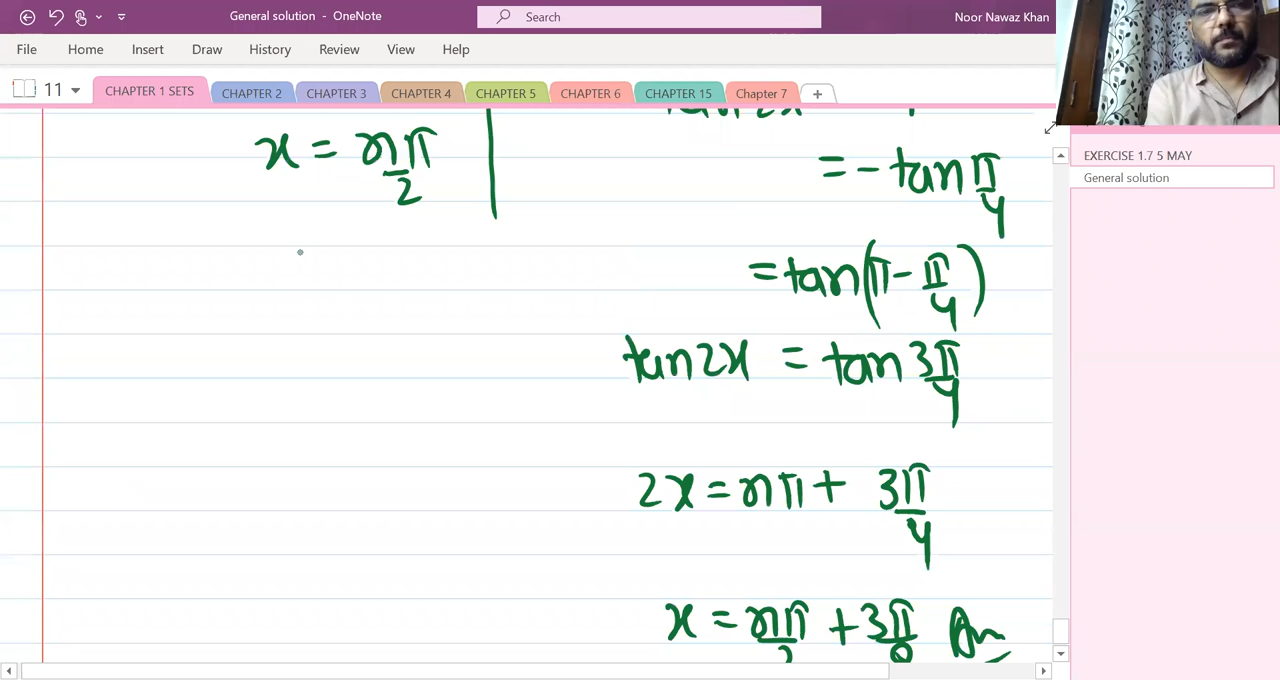 General solution - OneNote
Search
Noor Nawaz Khan
File Home Insert Draw History Review View Help
11
CHAPTER 1 SETS CHAPTER 2 CHAPTER 3 CHAPTER 4 CHAPTER 5 CHAPTER 6 CHAPTER 15 Chapter 7 +
EXERCISE 1.7 5 MAY
General solution
x = nπ/2
= - tan π/4
= tan(π - π/4)
tan 2x = tan 3π/4
2x = nπ + 3π/4
x = nπ/2 + 3π/8 Ans